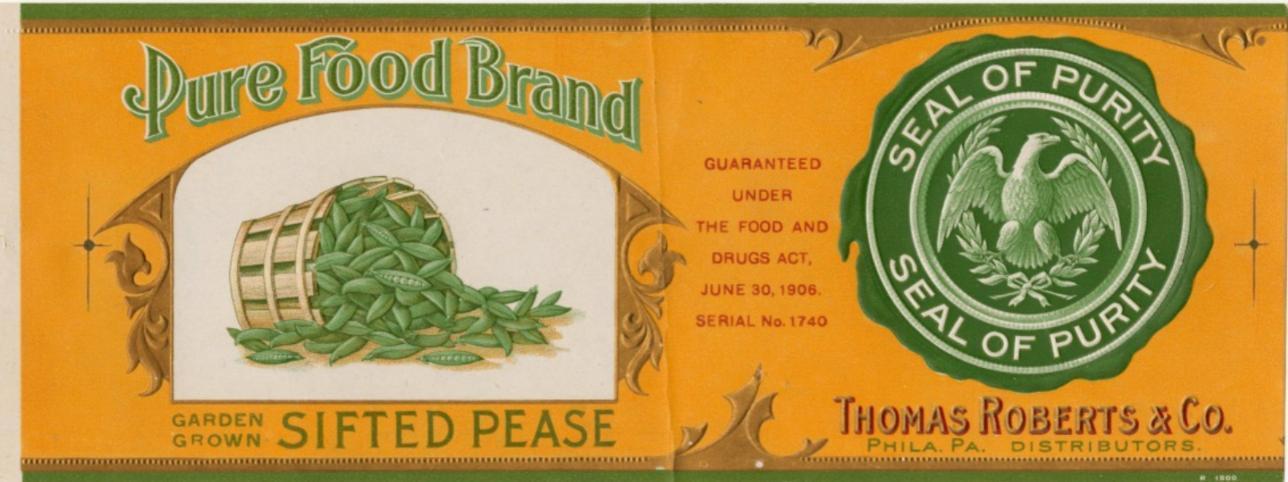 Pure Food Brand
GARDEN
GROWN
SIFTED PEASE
GUARANTEED
UNDER
THE FOOD AND
DRUGS ACT,
JUNE 30, 1906.
SERIAL No. 1740
SEAL OF PURITY
SEAL OF PURITY
THOMAS ROBERTS & CO.
PHILA. PA. DISTRIBUTORS.